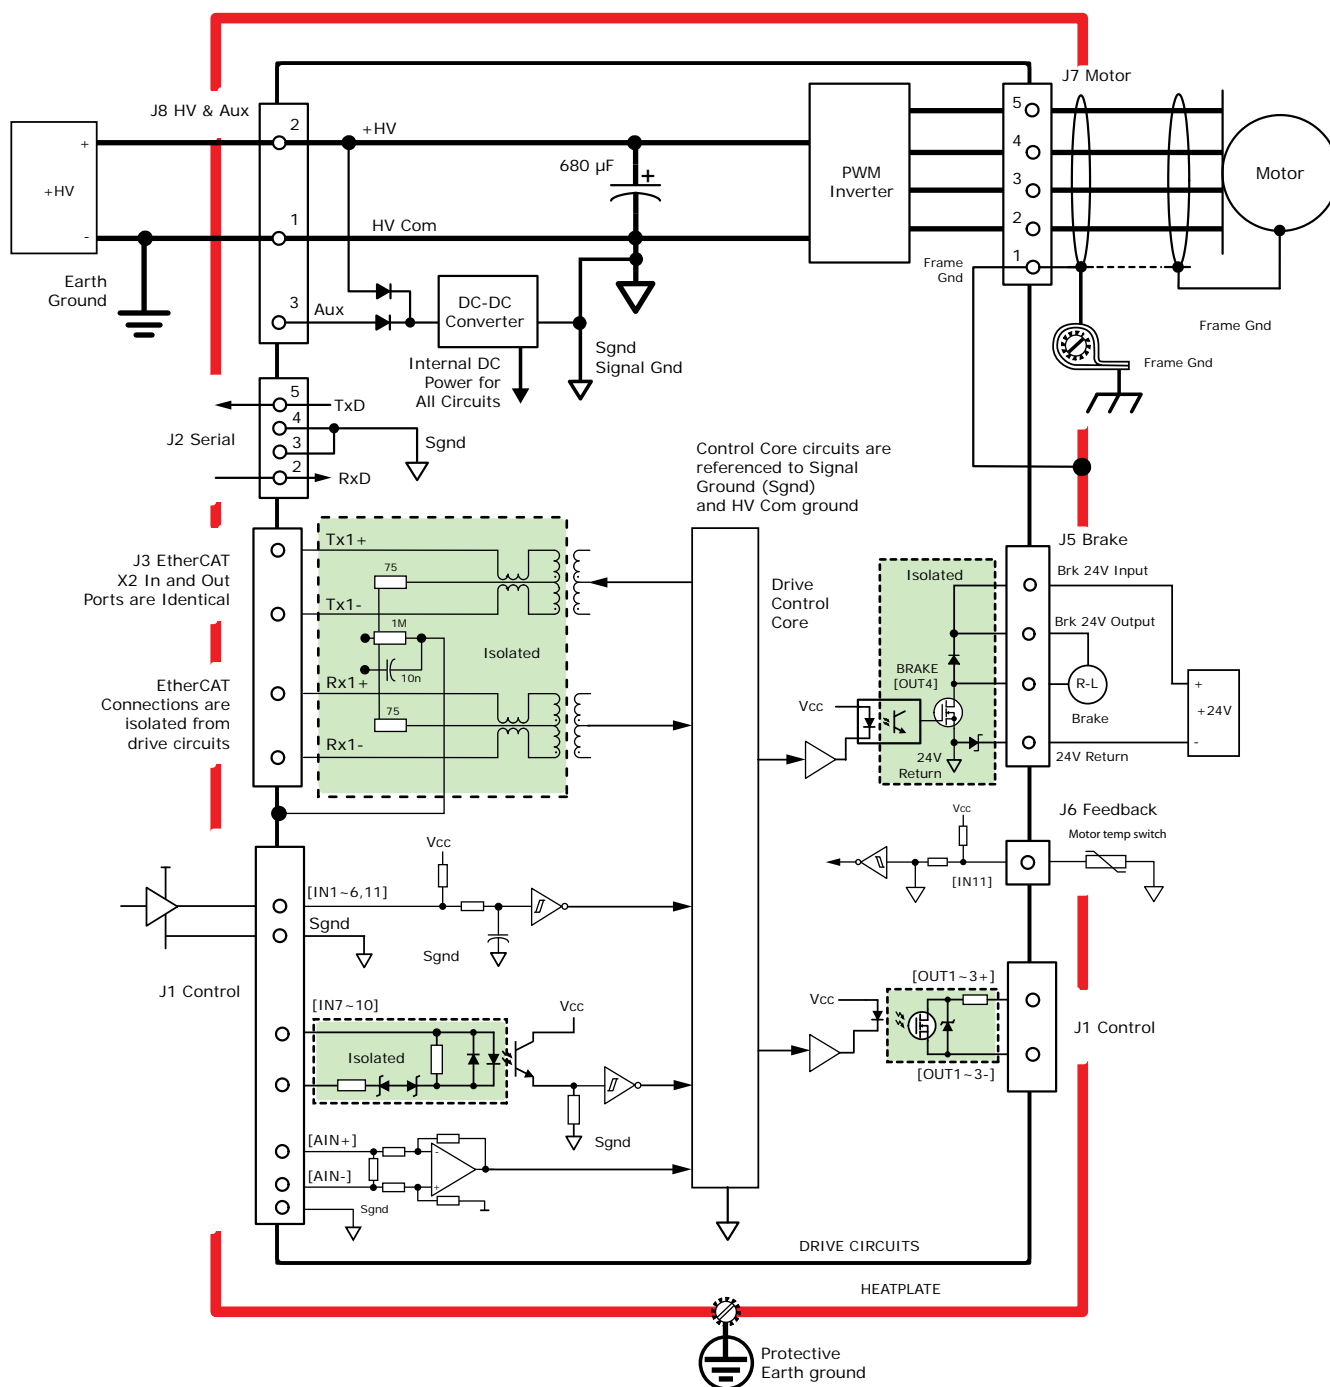 J7 Motor
J8 HV & Aux
2
+HV
+
+HV
-
680 µF
+
PWM
Inverter
5
4
3
2
1
Motor
1
HV Com
Frame
Gnd
Earth
Ground
3
Aux
DC-DC
Converter
Sgnd
Signal Gnd
Internal DC
Power for
All Circuits
Frame Gnd
Frame Gnd
5
TxD
4
J2 Serial
3
Sgnd
2
RxD
Control Core circuits are
referenced to Signal
Ground (Sgnd)
and HV Com ground
J3 EtherCAT
X2 In and Out
Ports are Identical
Tx1+
75
Tx1-
1M
Isolated
10n
EtherCAT
Connections are
isolated from
drive circuits
Rx1+
75
Rx1-
Drive
Control
Core
J5 Brake
Isolated
Brk 24V Input
Brk 24V Output
BRAKE
[OUT4]
R-L
Brake
Vcc
+
+24V
-
24V
Return
24V Return
J6 Feedback
Motor temp switch
Vcc
[IN11]
Vcc
[IN1~6,11]
Sgnd
Sgnd
J1 Control
[IN7~10]
Vcc
Isolated
Sgnd
[AIN+]
-
[AIN-]
+
Sgnd
[OUT1~3+]
Vcc
J1 Control
[OUT1~3-]
DRIVE CIRCUITS
HEATPLATE
Protective
Earth ground